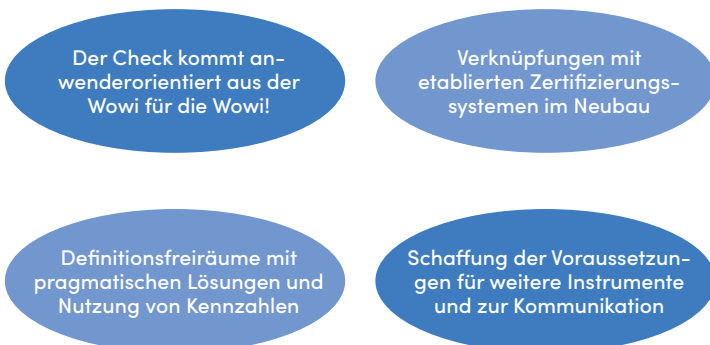 Der Check kommt an-
wenderorientiert aus der
Wowi für die Wowi!
Verknüpfungen mit
etablierten Zertifizierungs-
systemen im Neubau
Definitionsfreiräume mit
pragmatischen Lösungen und
Nutzung von Kennzahlen
Schaffung der Voraussetzun-
gen für weitere Instrumente
und zur Kommunikation